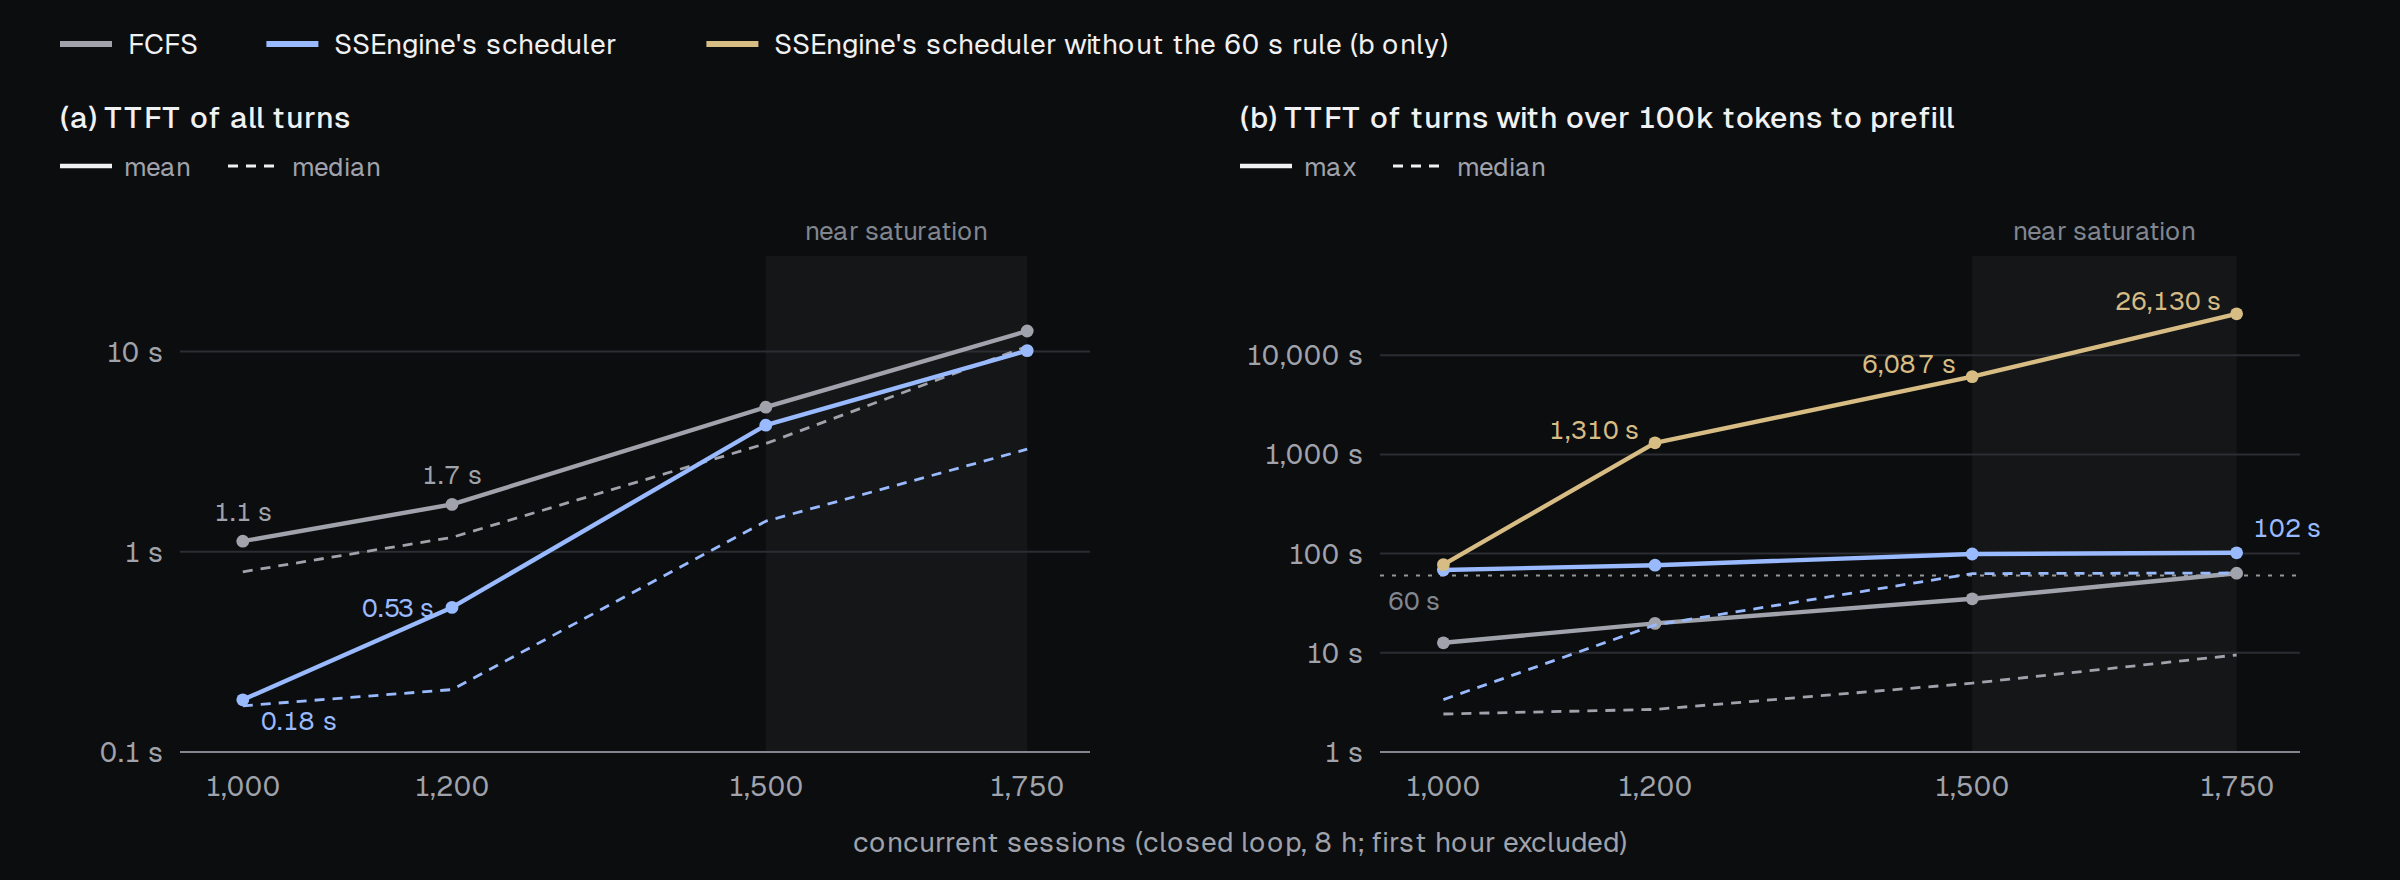 FCFS
SSEngine's scheduler
SSEngine's scheduler without the 60 s rule (b only)
(a) TTFT of all turns
mean
median
near saturation
10 s
1 s
0.1 s
1.1 s
1.7 s
0.53 s
0.18 s
1,000
1,200
1,500
1,750
(b) TTFT of turns with over 100k tokens to prefill
max
median
near saturation
10,000 s
1,000 s
100 s
60 s
10 s
1 s
26,130 s
6,087 s
1,310 s
102 s
1,000
1,200
1,500
1,750
concurrent sessions (closed loop, 8 h; first hour excluded)